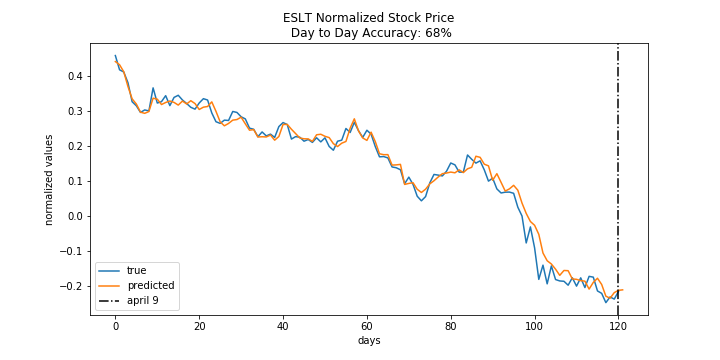 ESLT Normalized Stock Price
Day to Day Accuracy: 68%
normalized values
0.4
0.3
0.2
0.1
0.0
−0.1
−0.2
true
predicted
april 9
0
20
40
60
80
100
120
days